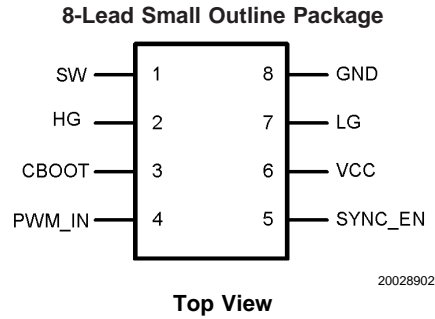 8-Lead Small Outline Package
SW 1 8 GND
HG 2 7 LG
CBOOT 3 6 VCC
PWM_IN 4 5 SYNC_EN
20028902
Top View